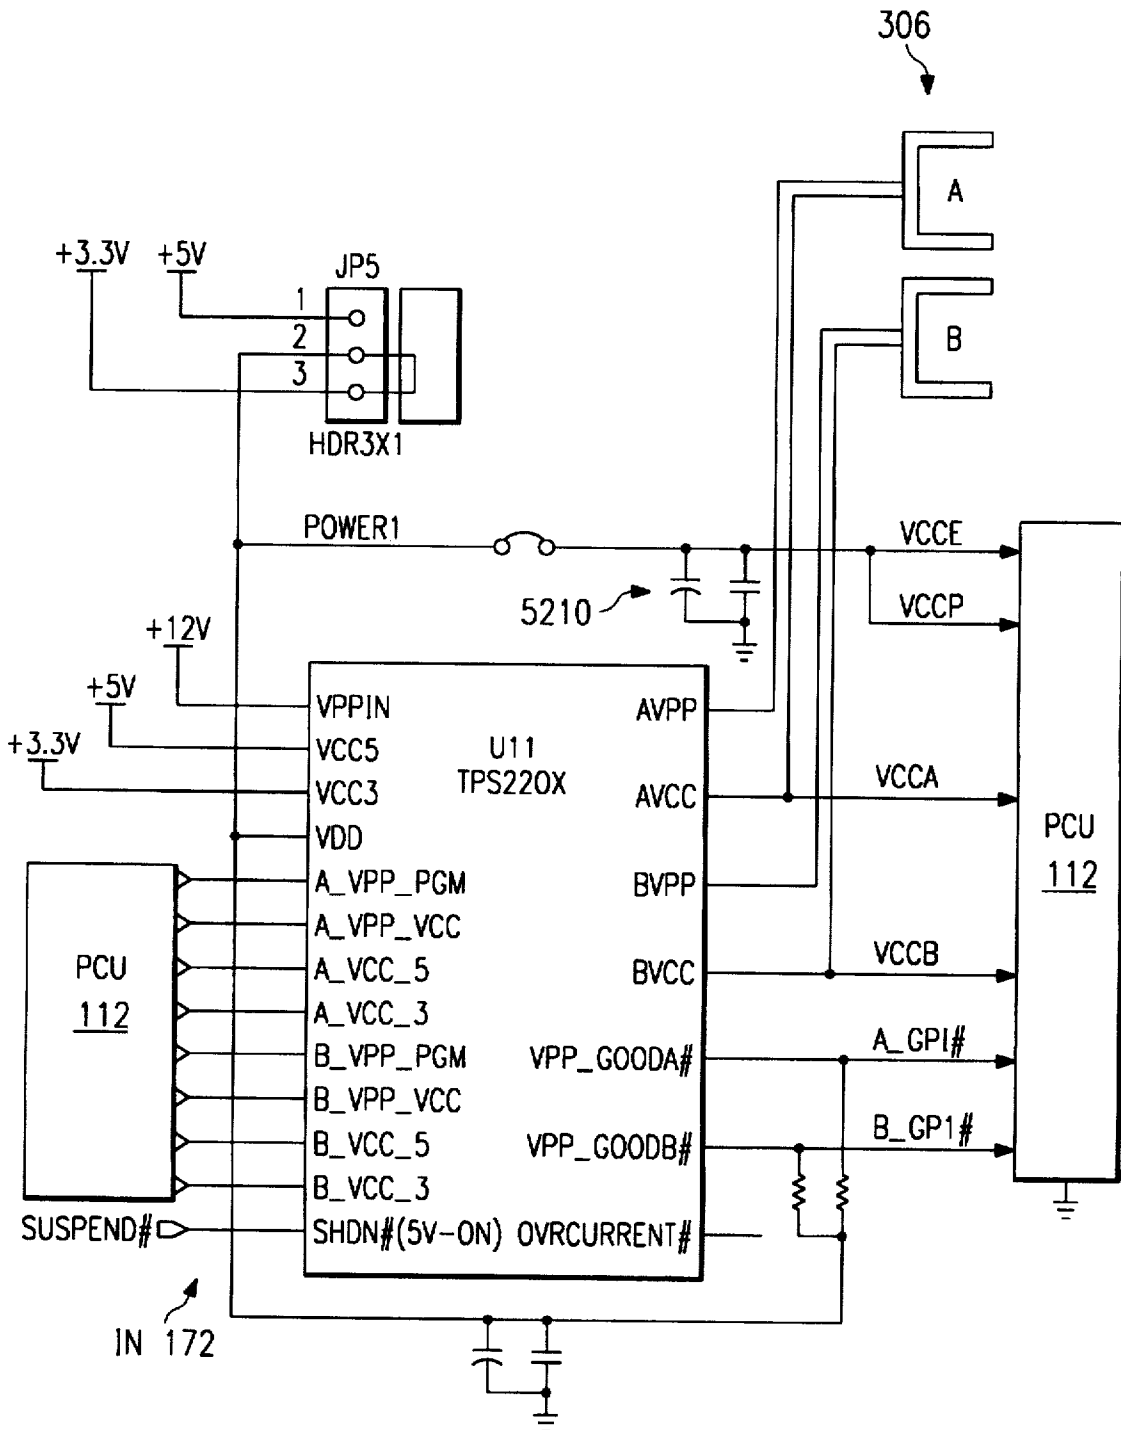 306
A
B
+3.3V
+5V
JP5
1
2
3
HDR3X1
POWER1
VCCE
VCCP
5210
+12V
+5V
+3.3V
VPPIN
VCC5
VCC3
VDD
A_VPP_PGM
A_VPP_VCC
A_VCC_5
A_VCC_3
B_VPP_PGM
B_VPP_VCC
B_VCC_5
B_VCC_3
SHDN#(5V-ON)
U11
TPS220X
AVPP
AVCC
BVPP
BVCC
VPP_GOODA#
VPP_GOODB#
OVRCURRENT#
VCCA
VCCB
A_GPI#
B_GP1#
PCU
112
PCU
112
SUSPEND#
IN 172